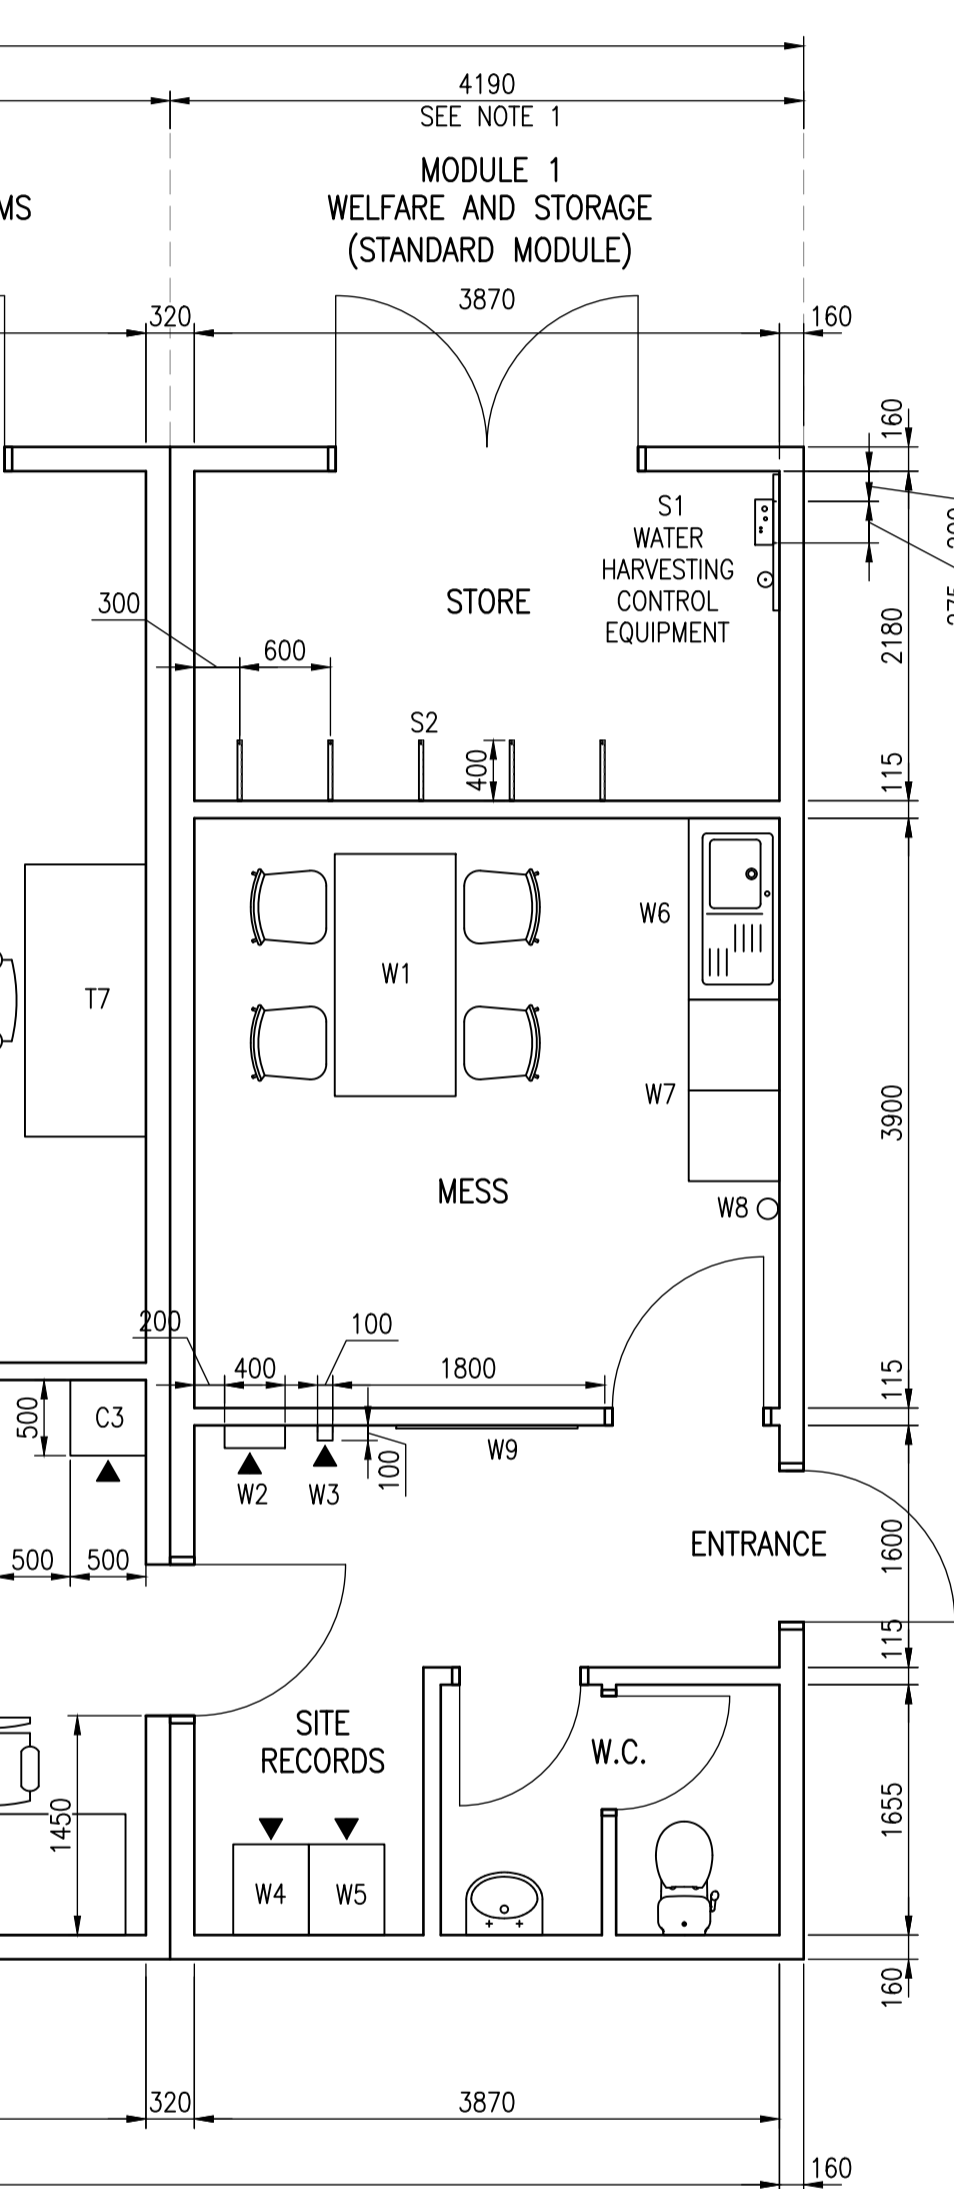 4190
SEE NOTE 1
MODULE 1
MS
WELFARE AND STORAGE
(STANDARD MODULE)
3870
320
160
160
S1
WATER
HARVESTING
CONTROL
EQUIPMENT
STORE
300
600
2180
S2
400
115
W6
W1
T7
W7
3900
MESS
W8
200
100
400
1800
115
500
C3
W9
100
W2
W3
ENTRANCE
1600
500
500
115
SITE
RECORDS
W.C.
1450
1655
W4
W5
160
320
3870
160